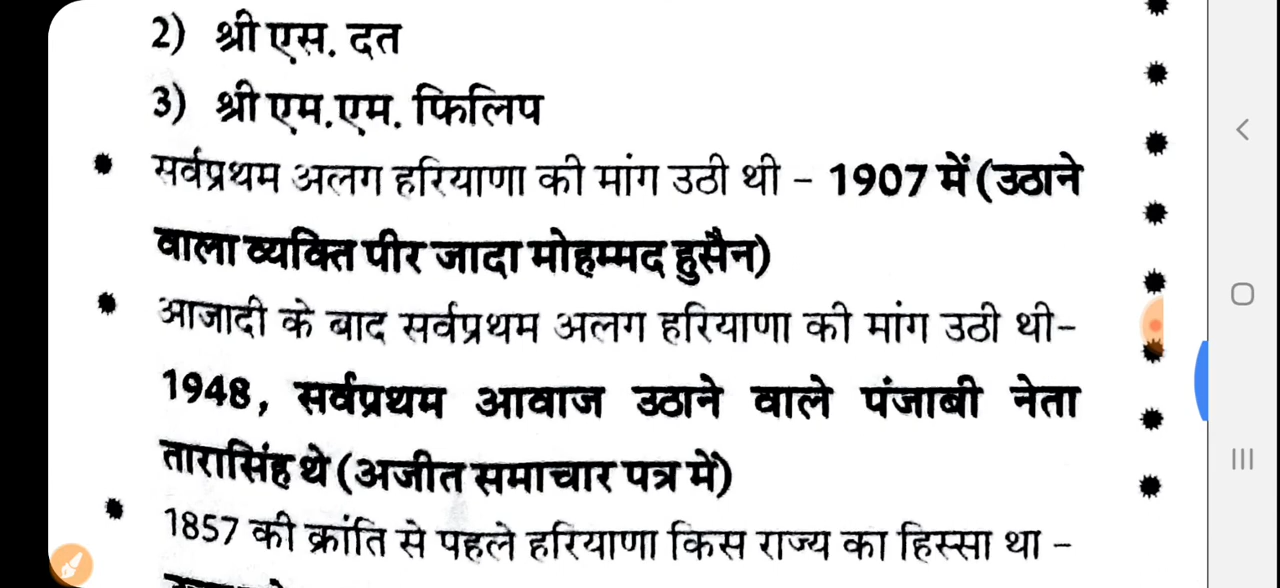 2) श्री एस. दत
3) श्री एम.एम. फिलिप
सर्वप्रथम अलग हरियाणा की मांग उठी थी – 1907 में (उठाने
वाला व्यक्ति पीर जादा मोहम्मद हुसैन)
आजादी के बाद सर्वप्रथम अलग हरियाणा की मांग उठी थी–
1948, सर्वप्रथम आवाज उठाने वाले पंजाबी नेता
तारासिंह थे (अजीत समाचार पत्र में)
1857 की क्रांति से पहले हरियाणा किस राज्य का हिस्सा था –